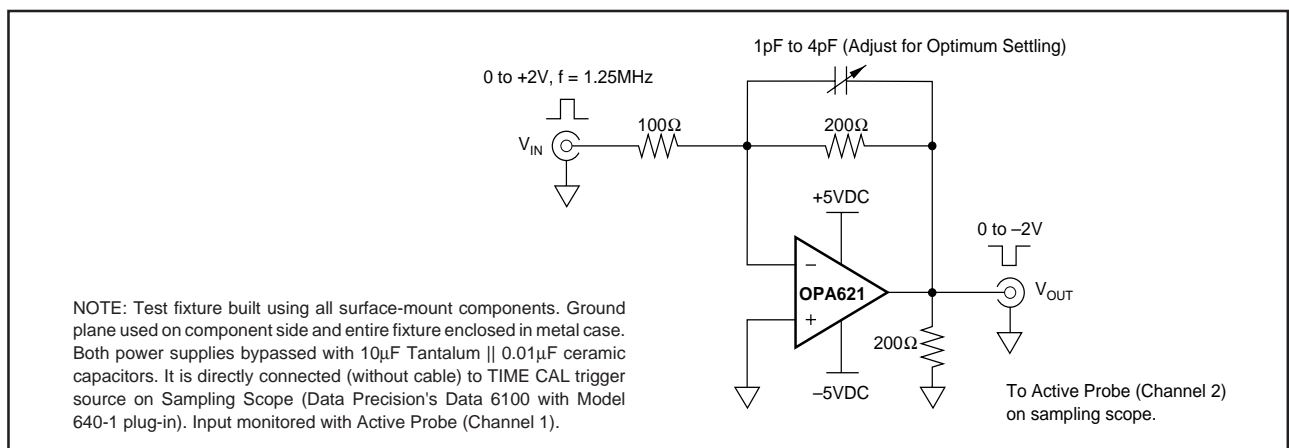 1pF to 4pF (Adjust for Optimum Settling)
0 to +2V, f = 1.25MHz
VIN
100Ω
200Ω
+5VDC
–
OPA621
+
–5VDC
0 to –2V
VOUT
200Ω
To Active Probe (Channel 2)
on sampling scope.
NOTE: Test fixture built using all surface-mount components. Ground
plane used on component side and entire fixture enclosed in metal case.
Both power supplies bypassed with 10µF Tantalum || 0.01µF ceramic
capacitors. It is directly connected (without cable) to TIME CAL trigger
source on Sampling Scope (Data Precision's Data 6100 with Model
640-1 plug-in). Input monitored with Active Probe (Channel 1).